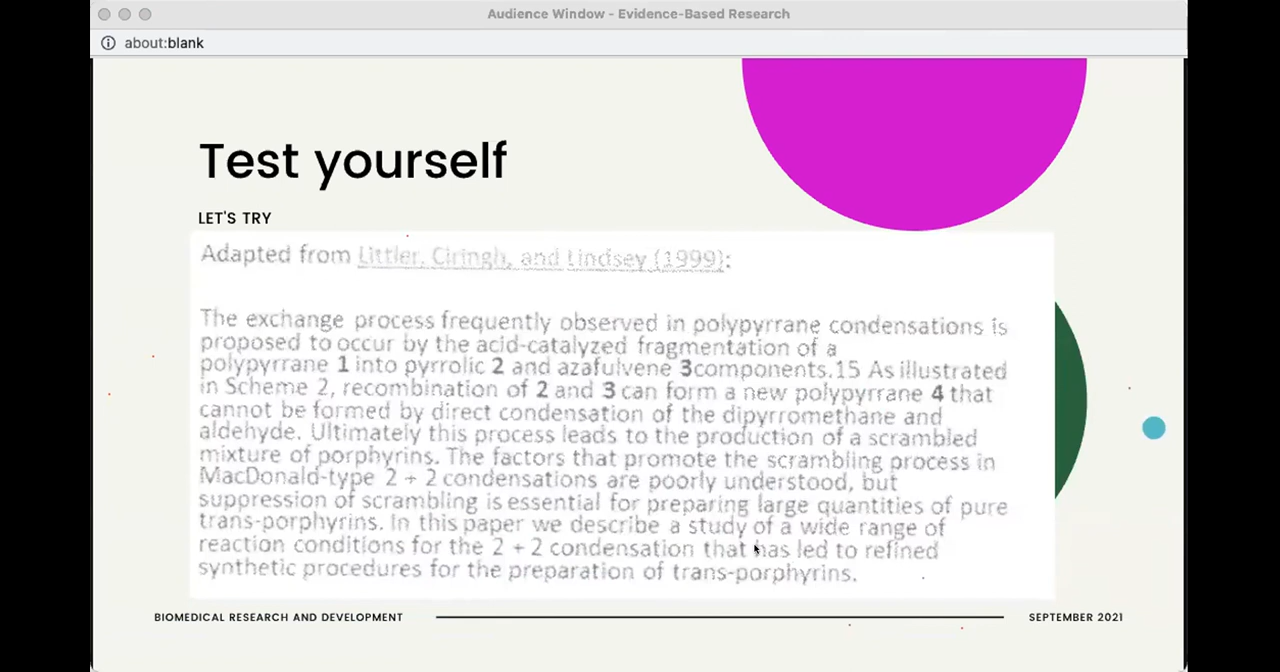 Audience Window - Evidence-Based Research
about:blank
Test yourself
LET'S TRY
Adapted from Littler, Ciringh, and Lindsey (1999):
The exchange process frequently observed in polypyrrane condensations is
proposed to occur by the acid-catalyzed fragmentation of a
polypyrrane 1 into pyrrolic 2 and azafulvene 3components.15 As illustrated
in Scheme 2, recombination of 2 and 3 can form a new polypyrrane 4 that
cannot be formed by direct condensation of the dipyrromethane and
aldehyde. Ultimately this process leads to the production of a scrambled
mixture of porphyrins. The factors that promote the scrambling process in
MacDonald-type 2 + 2 condensations are poorly understood, but
suppression of scrambling is essential for preparing large quantities of pure
trans-porphyrins. In this paper we describe a study of a wide range of
reaction conditions for the 2 + 2 condensation that has led to refined
synthetic procedures for the preparation of trans-porphyrins.
BIOMEDICAL RESEARCH AND DEVELOPMENT
SEPTEMBER 2021